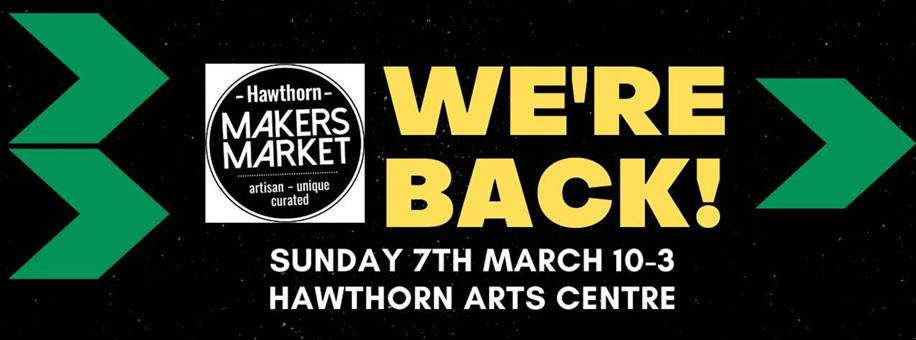 - Hawthorn -
MAKERS
MARKET
artisan - unique
curated
WE'RE
BACK!
SUNDAY 7TH MARCH 10-3
HAWTHORN ARTS CENTRE